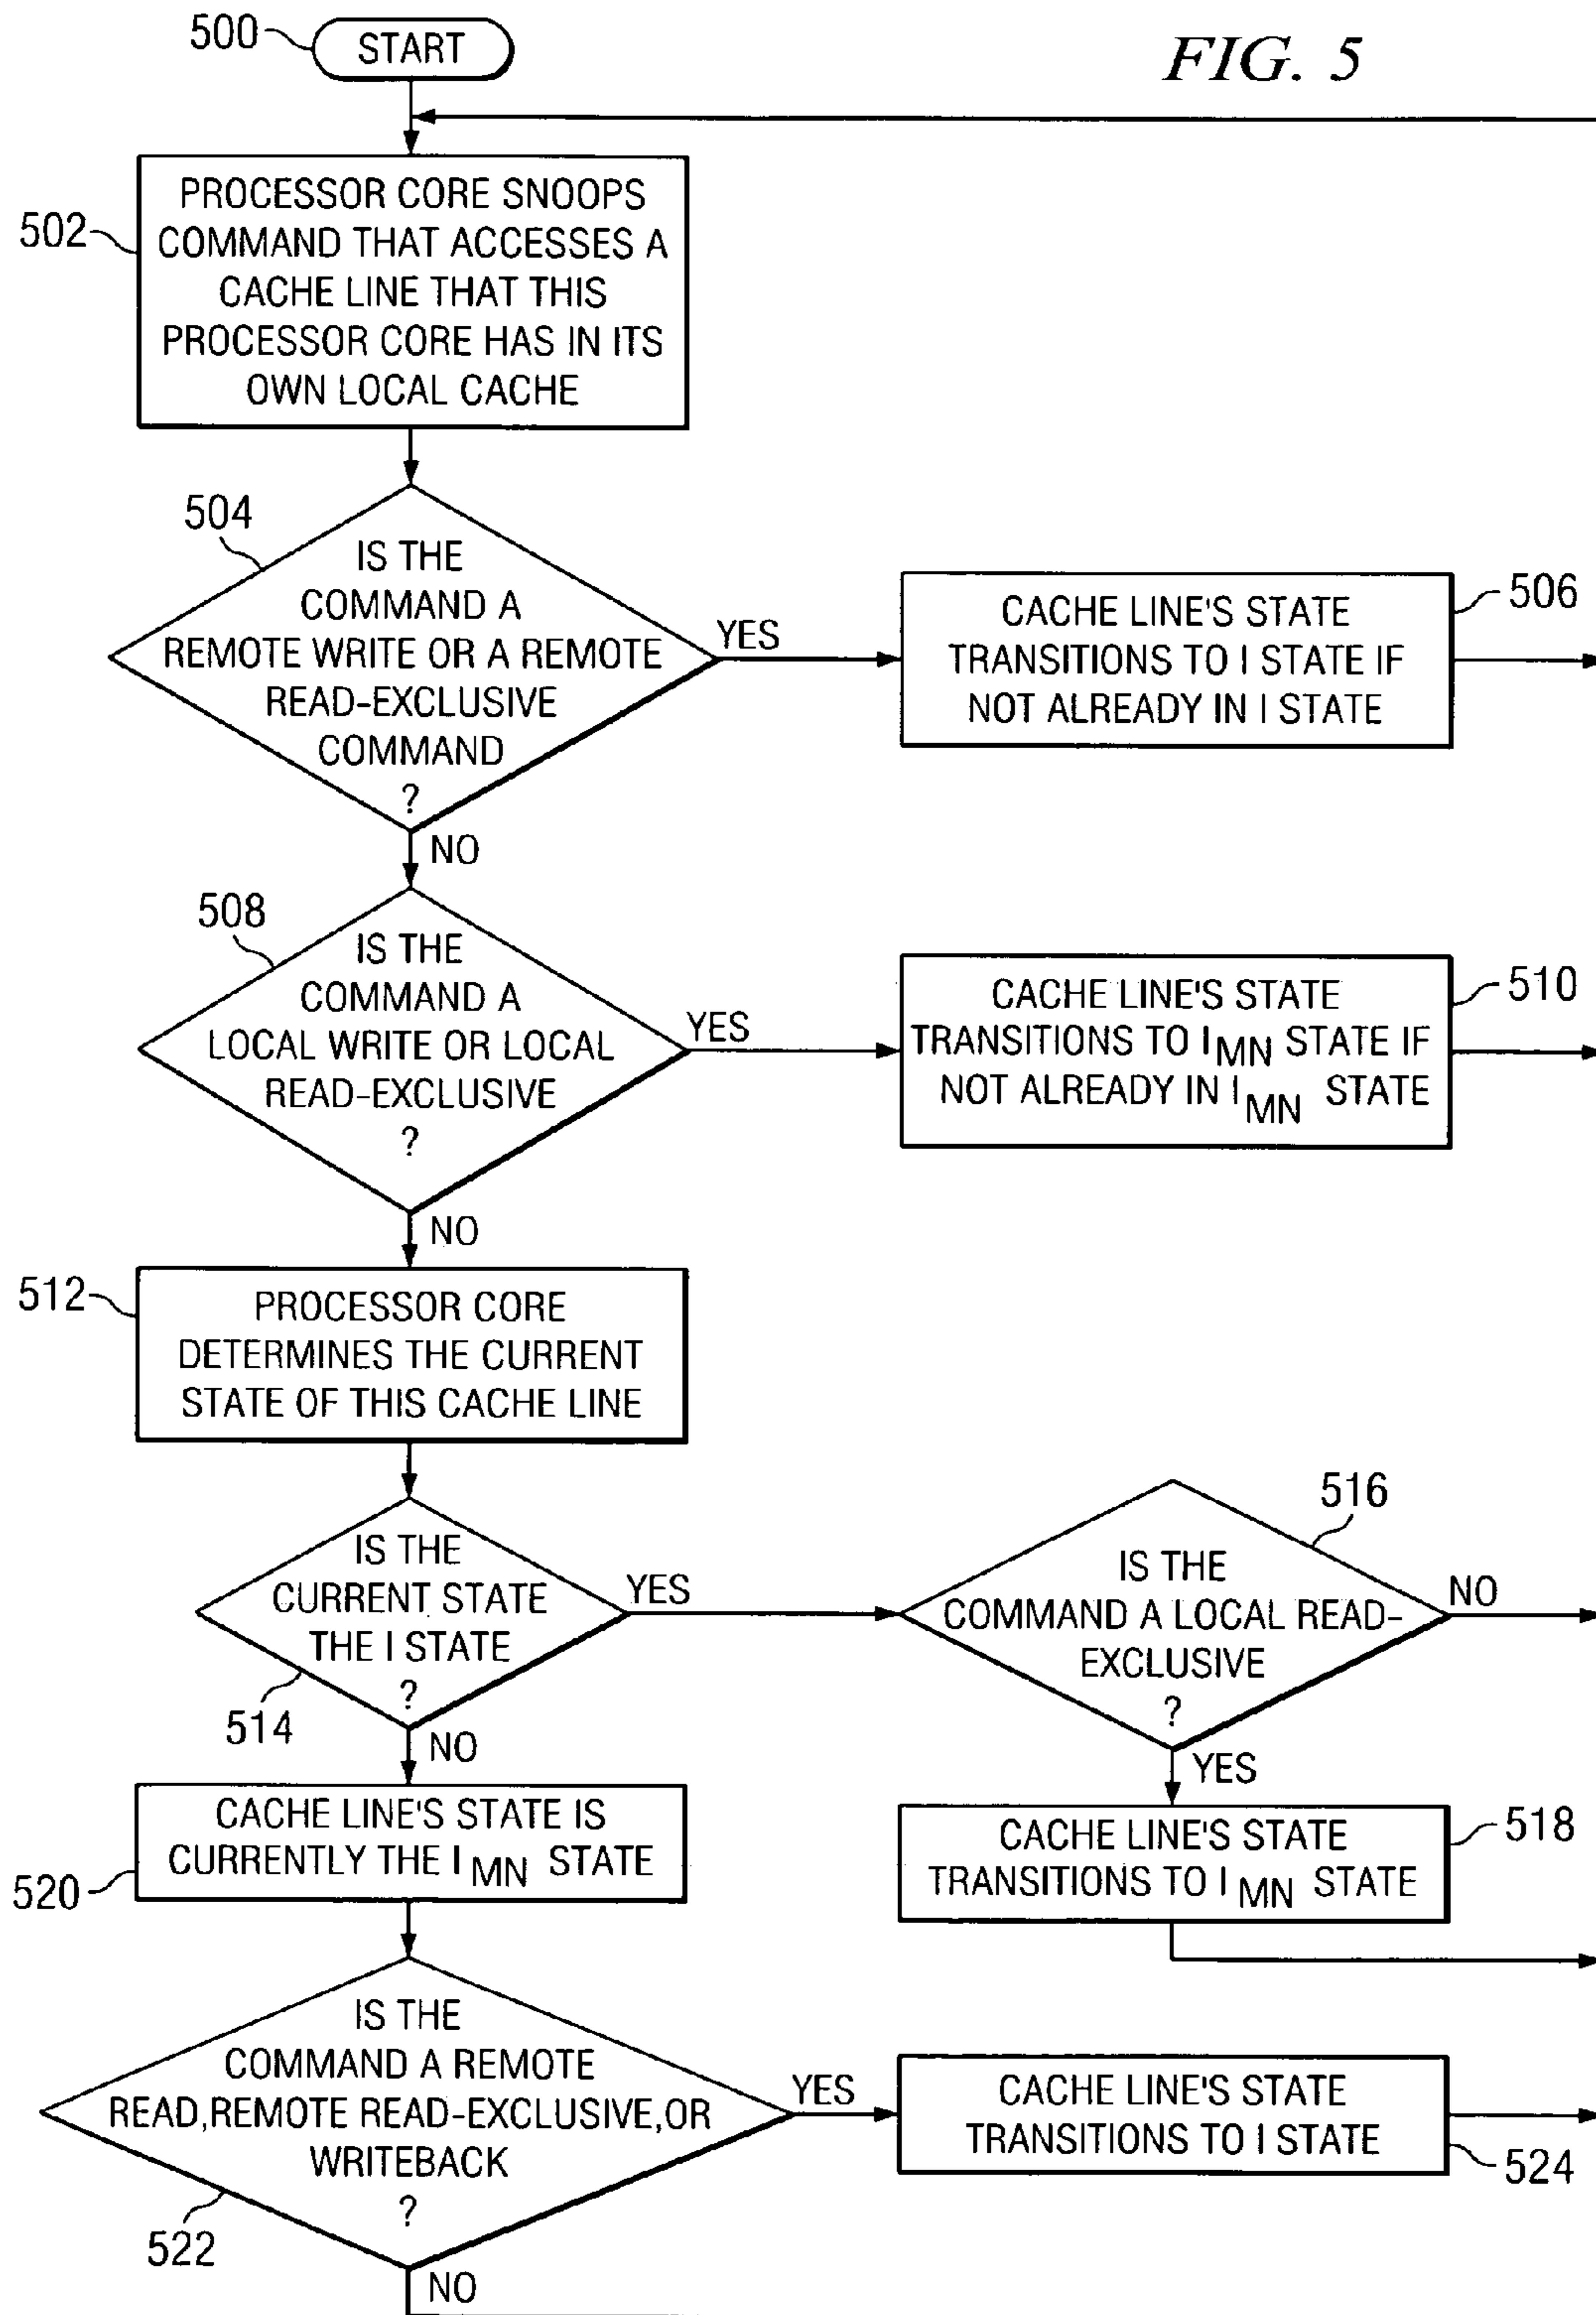 500
START
FIG. 5
502
PROCESSOR CORE SNOOPS
COMMAND THAT ACCESSES A
CACHE LINE THAT THIS
PROCESSOR CORE HAS IN ITS
OWN LOCAL CACHE
504
IS THE
COMMAND A
REMOTE WRITE OR A REMOTE
READ-EXCLUSIVE
COMMAND
?
YES
NO
506
CACHE LINE'S STATE
TRANSITIONS TO I STATE IF
NOT ALREADY IN I STATE
508
IS THE
COMMAND A
LOCAL WRITE OR LOCAL
READ-EXCLUSIVE
?
YES
NO
510
CACHE LINE'S STATE
TRANSITIONS TO IMN STATE IF
NOT ALREADY IN IMN STATE
512
PROCESSOR CORE
DETERMINES THE CURRENT
STATE OF THIS CACHE LINE
514
IS THE
CURRENT STATE
THE I STATE
?
YES
NO
516
IS THE
COMMAND A LOCAL READ-
EXCLUSIVE
?
NO
YES
518
CACHE LINE'S STATE
TRANSITIONS TO IMN STATE
520
CACHE LINE'S STATE IS
CURRENTLY THE IMN STATE
522
IS THE
COMMAND A REMOTE
READ,REMOTE READ-EXCLUSIVE,OR
WRITEBACK
?
YES
NO
CACHE LINE'S STATE
TRANSITIONS TO I STATE
524